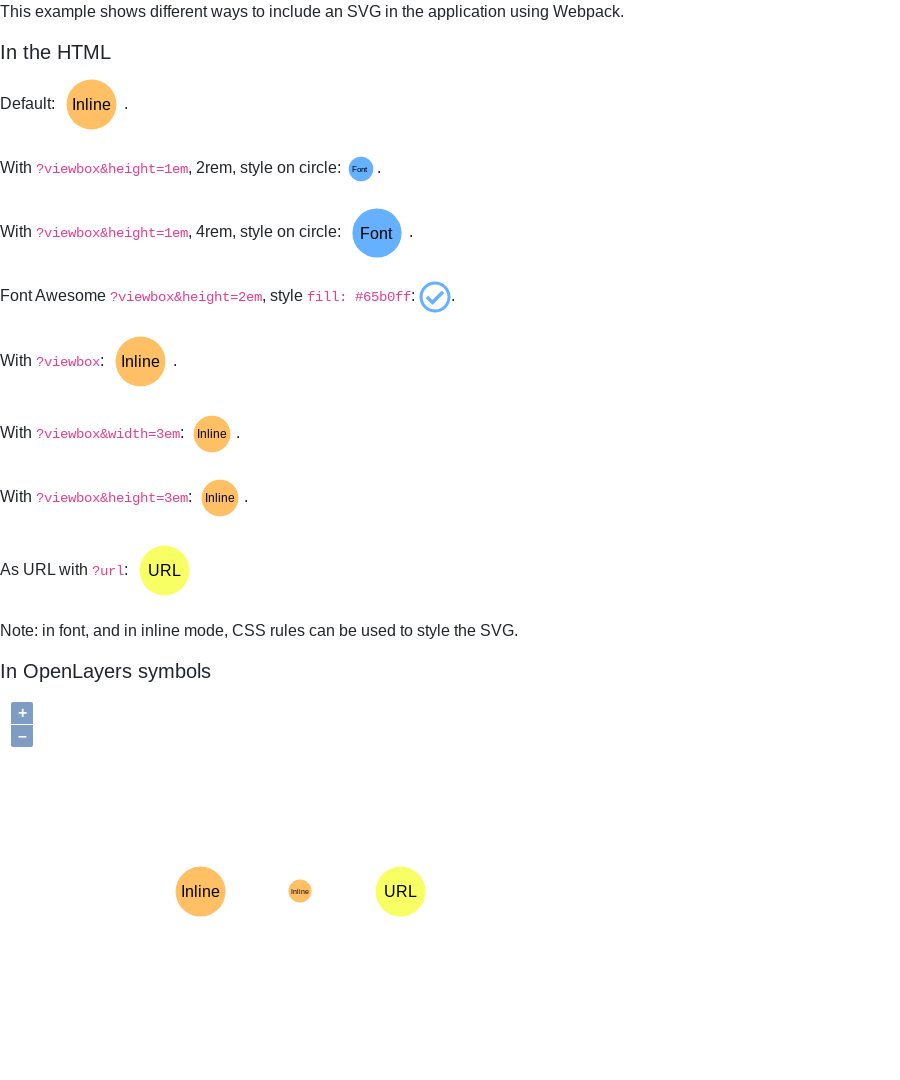 This example shows different ways to include an SVG in the application using Webpack.
In the HTML
Default: Inline .
With ?viewbox&height=1em, 2rem, style on circle: Font .
With ?viewbox&height=1em, 4rem, style on circle: Font .
Font Awesome ?viewbox&height=2em, style fill: #65b0ff: .
With ?viewbox: Inline .
With ?viewbox&width=3em: Inline .
With ?viewbox&height=3em: Inline .
As URL with ?url: URL
Note: in font, and in inline mode, CSS rules can be used to style the SVG.
In OpenLayers symbols
+
−
Inline Inline URL